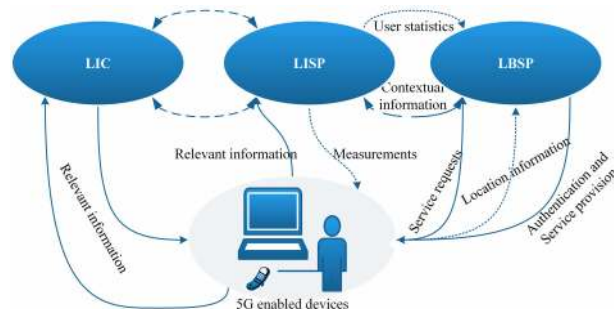 User statistics
LIC
LISP
LBSP
Contextual
information
Relevant information
Measurements
Relevant information
Service requests
Location information
Authentication and
Service provision
5G enabled devices